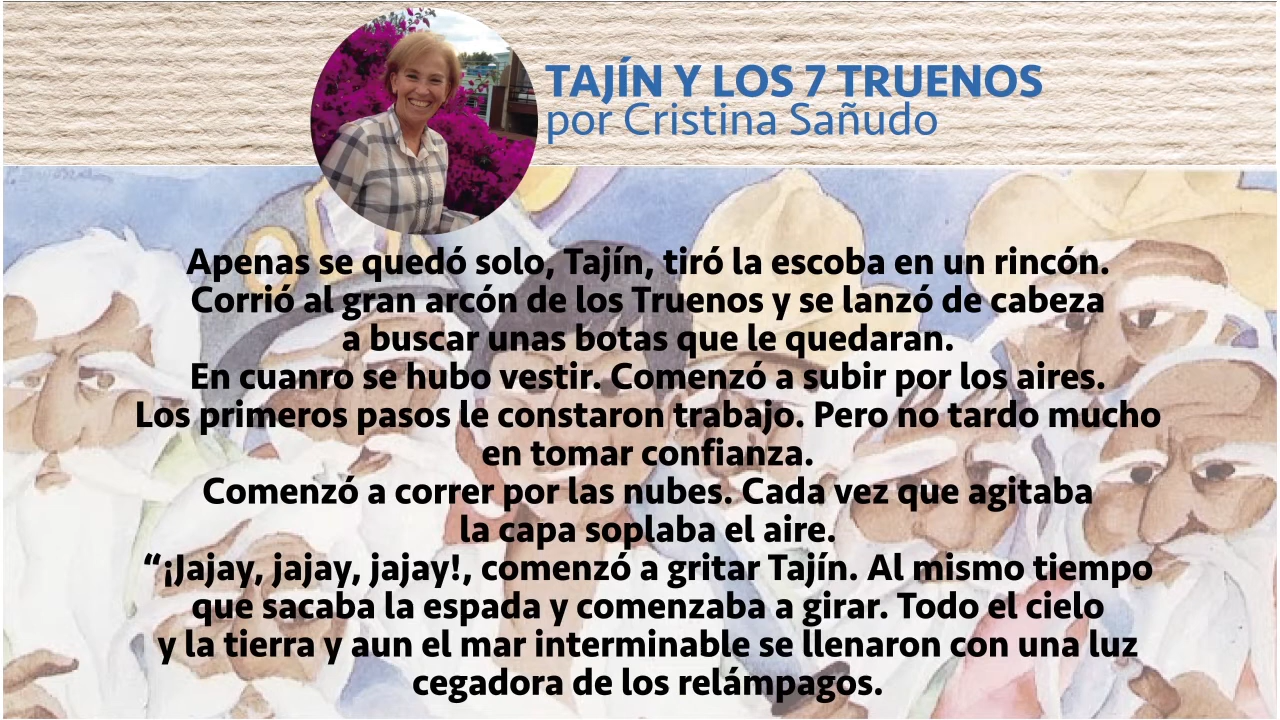 TAJÍN Y LOS 7 TRUENOS
por Cristina Sañudo
Apenas se quedó solo, Tajín, tiró la escoba en un rincón.
Corrió al gran arcón de los Truenos y se lanzó de cabeza
a buscar unas botas que le quedaran.
En cuanro se hubo vestir. Comenzó a subir por los aires.
Los primeros pasos le constaron trabajo. Pero no tardo mucho
en tomar confianza.
Comenzó a correr por las nubes. Cada vez que agitaba
la capa soplaba el aire.
“¡Jajay, jajay, jajay!, comenzó a gritar Tajín. Al mismo tiempo
que sacaba la espada y comenzaba a girar. Todo el cielo
y la tierra y aun el mar interminable se llenaron con una luz
cegadora de los relámpagos.